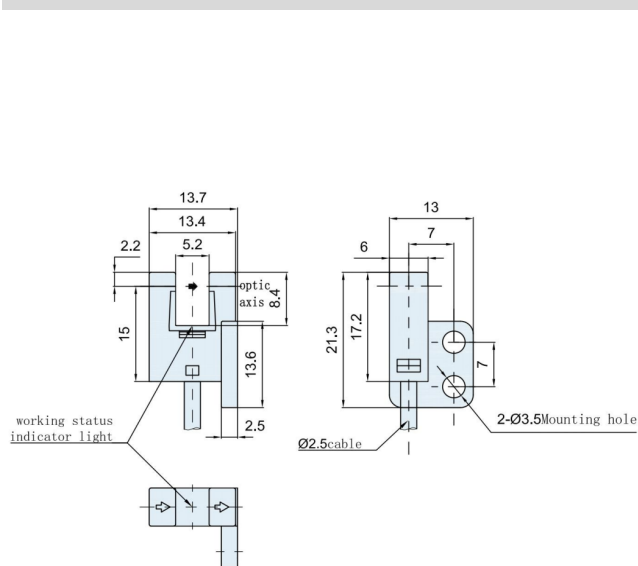 13.7
13.4
5.2
2.2
optic
axis
8.4
15
13.6
2.5
working status
indicator light
13
7
6
21.3
17.2
7
2-Ø3.5Mounting hole
Ø2.5cable